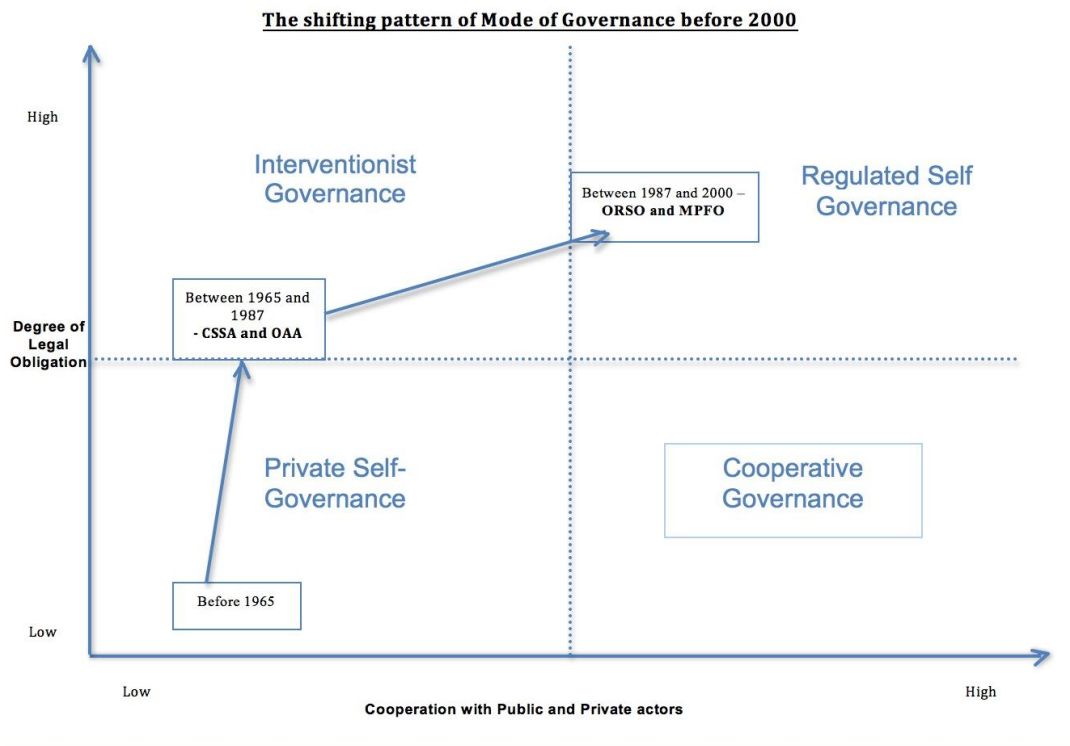 The shifting pattern of Mode of Governance before 2000
High
Interventionist
Governance
Regulated Self
Governance
Between 1987 and 2000 –
ORSO and MPFO
Between 1965 and
1987
- CSSA and OAA
Degree of
Legal
Obligation
Private Self-
Governance
Cooperative
Governance
Before 1965
Low
Low
High
Cooperation with Public and Private actors